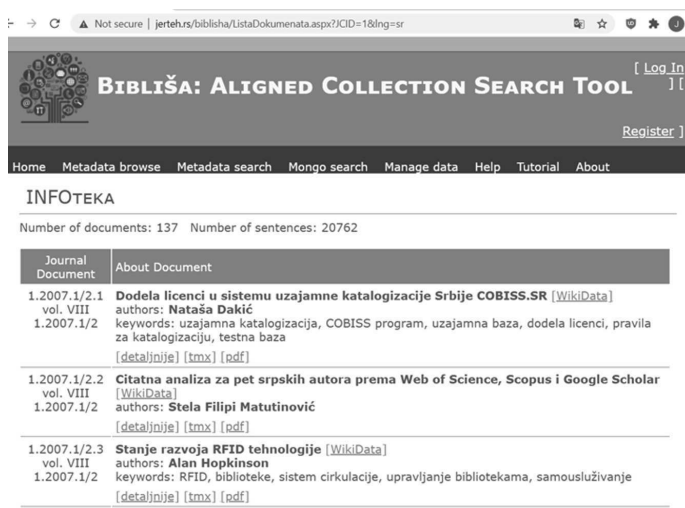 Not secure | jerteh.rs/biblisha/ListaDokumenata.aspx?JCID=1&lng=sr
J
Bibliša: Aligned Collection Search Tool
[ Log In ] [
Register ]
Home Metadata browse Metadata search Mongo search Manage data Help Tutorial About
INFOteka
Number of documents: 137 Number of sentences: 20762
Journal Document About Document
1.2007.1/2.1 vol. VIII 1.2007.1/2
Dodela licenci u sistemu uzajamne katalogizacije Srbije COBISS.SR [WikiData]
authors: Nataša Dakić
keywords: uzajamna katalogizacija, COBISS program, uzajamna baza, dodela licenci, pravila
za katalogizaciju, testna baza
[detaljnije] [tmx] [pdf]
1.2007.1/2.2 vol. VIII 1.2007.1/2
Citatna analiza za pet srpskih autora prema Web of Science, Scopus i Google Scholar
[WikiData]
authors: Stela Filipi Matutinović
[detaljnije] [tmx] [pdf]
1.2007.1/2.3 vol. VIII 1.2007.1/2
Stanje razvoja RFID tehnologije [WikiData]
authors: Alan Hopkinson
keywords: RFID, biblioteke, sistem cirkulacije, upravljanje bibliotekama, samousluživanje
[detaljnije] [tmx] [pdf]